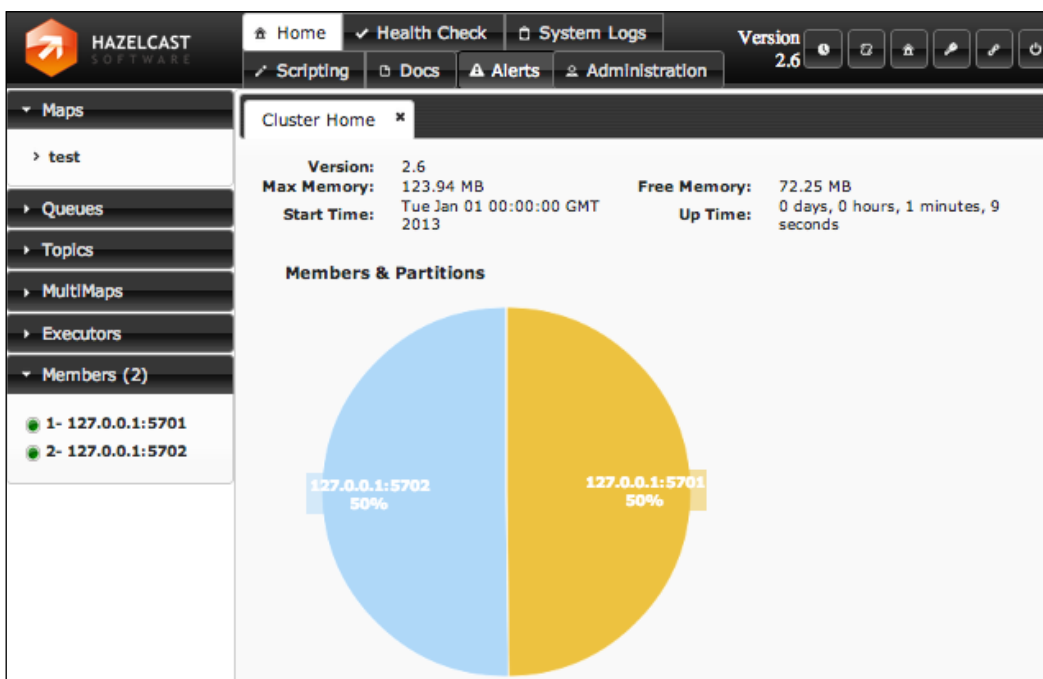 HAZELCAST
SOFTWARE
Home
Health Check
System Logs
Version
2.6
Scripting
Docs
Alerts
Administration
Maps
test
Queues
Topics
MultiMaps
Executors
Members (2)
1- 127.0.0.1:5701
2- 127.0.0.1:5702
Cluster Home
Version: 2.6
Max Memory: 123.94 MB Free Memory: 72.25 MB
Start Time: Tue Jan 01 00:00:00 GMT
2013
Up Time: 0 days, 0 hours, 1 minutes, 9
seconds
Members & Partitions
127.0.0.1:5702
50%
127.0.0.1:5701
50%